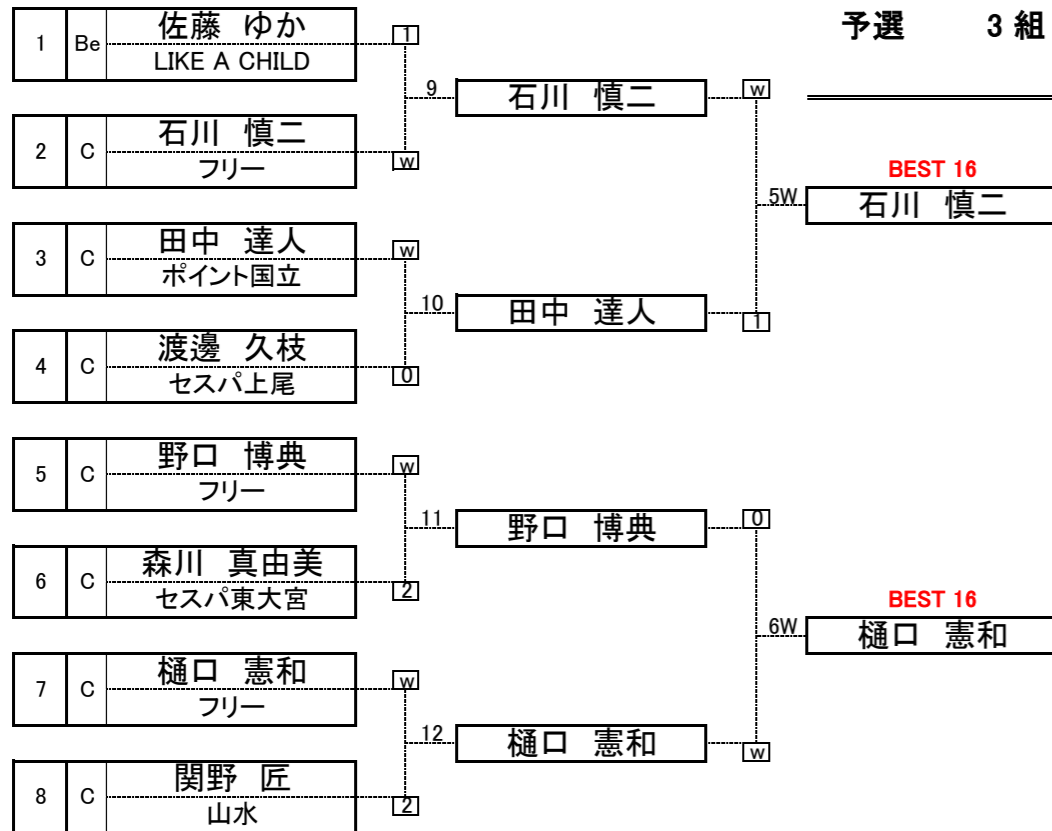 予選 3 組
1 Be 佐藤 ゆか
LIKE A CHILD
1
9 石川 慎二 w
2 C 石川 慎二
フリー
w
BEST 16
5W 石川 慎二
3 C 田中 達人
ポイント国立
w
10 田中 達人 1
4 C 渡邊 久枝
セスパ上尾
0
5 C 野口 博典
フリー
w
11 野口 博典 0
6 C 森川 真由美
セスパ東大宮
2
BEST 16
6W 樋口 憲和
7 C 樋口 憲和
フリー
w
12 樋口 憲和 w
8 C 関野 匠
山水
2